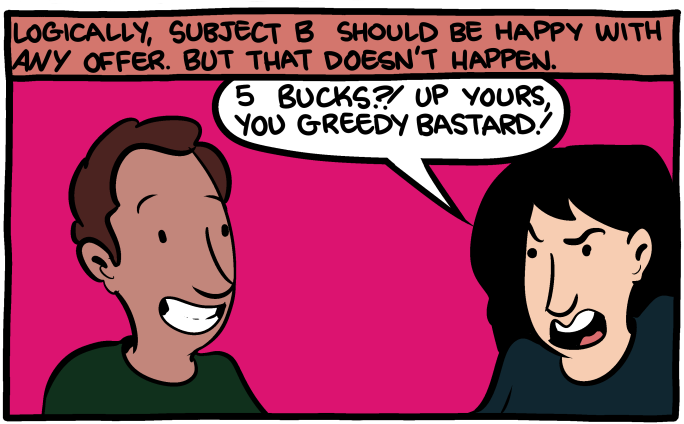 LOGICALLY, SUBJECT B SHOULD BE HAPPY WITH
ANY OFFER. BUT THAT DOESN'T HAPPEN.
5 BUCKS?! UP YOURS,
YOU GREEDY BASTARD!